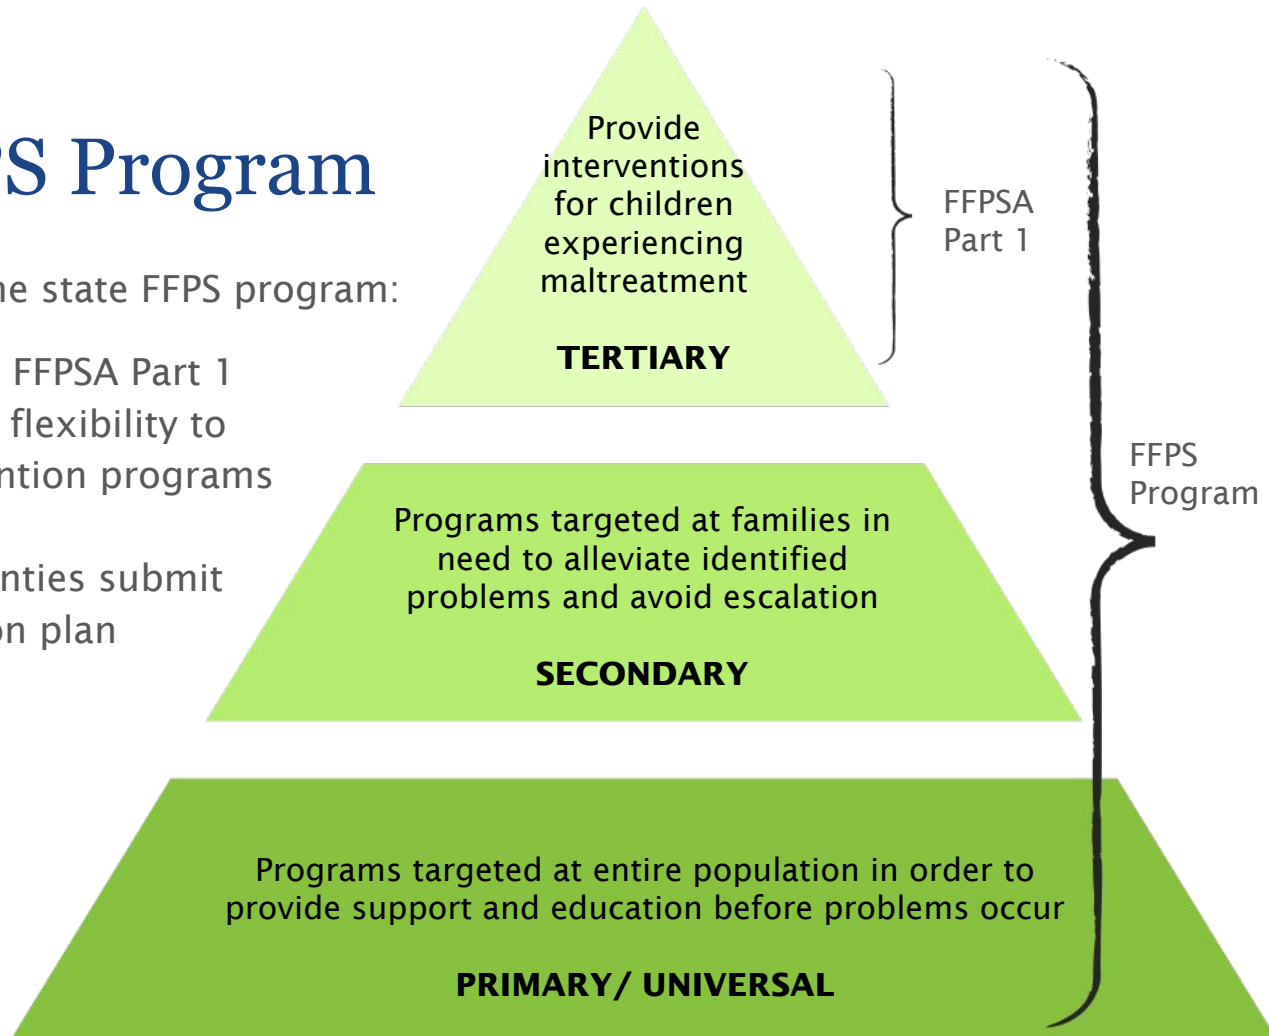 PS Program
state FFPS program:
FFPSA Part 1
flexibility to
programs
submit
plan
Provide
interventions
for children
experiencing
maltreatment
TERTIARY
FFPSA
Part 1
FFPS
Program
Programs targeted at families in
need to alleviate identified
problems and avoid escalation
SECONDARY
Programs targeted at entire population in order to
provide support and education before problems occur
PRIMARY/ UNIVERSAL